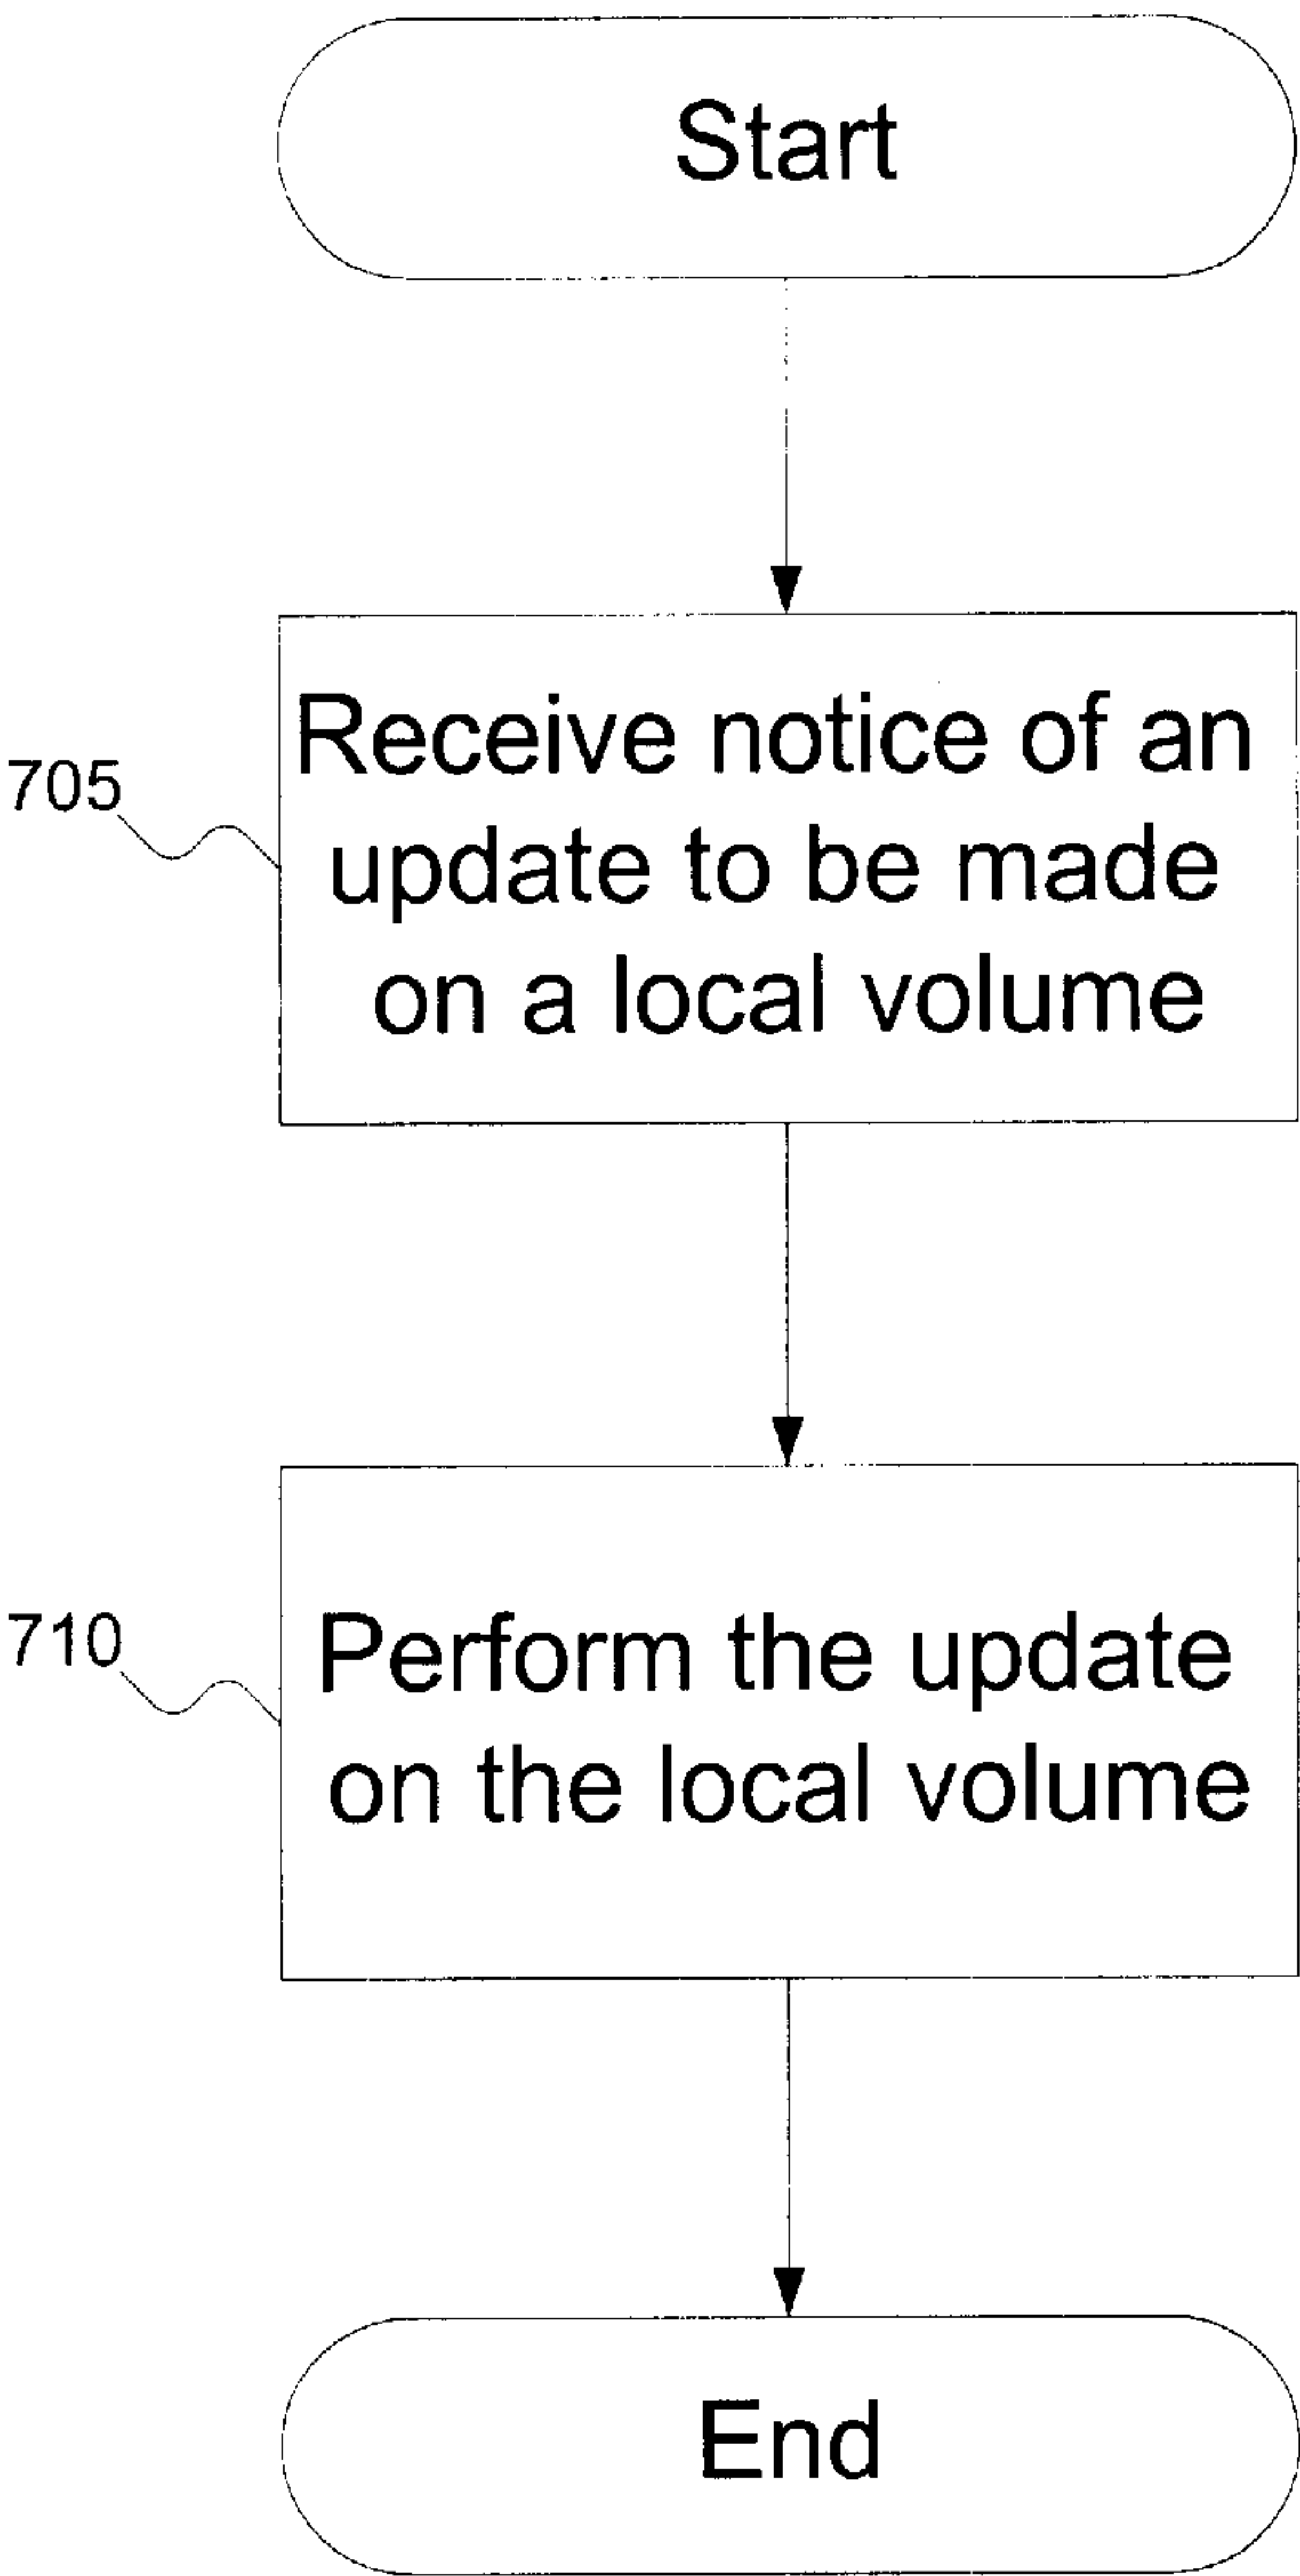 Start
705
Receive notice of an
update to be made
on a local volume
710
Perform the update
on the local volume
End